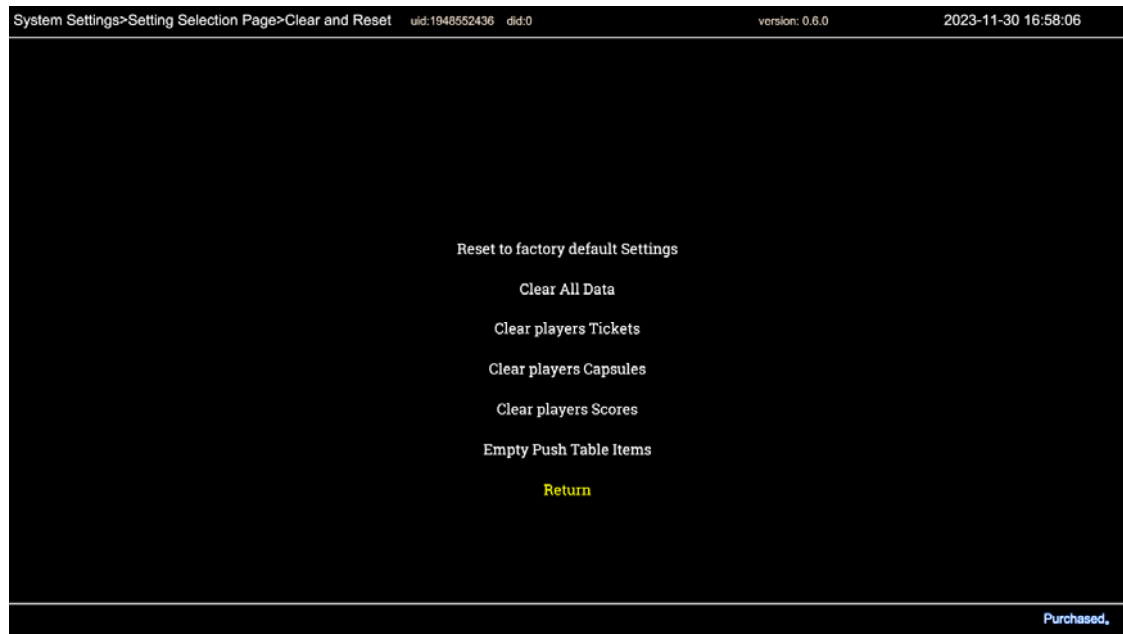 System Settings>Setting Selection Page>Clear and Reset uid:1948552436 did:0 version: 0.6.0 2023-11-30 16:58:06
Reset to factory default Settings
Clear All Data
Clear players Tickets
Clear players Capsules
Clear players Scores
Empty Push Table Items
Return
Purchased。